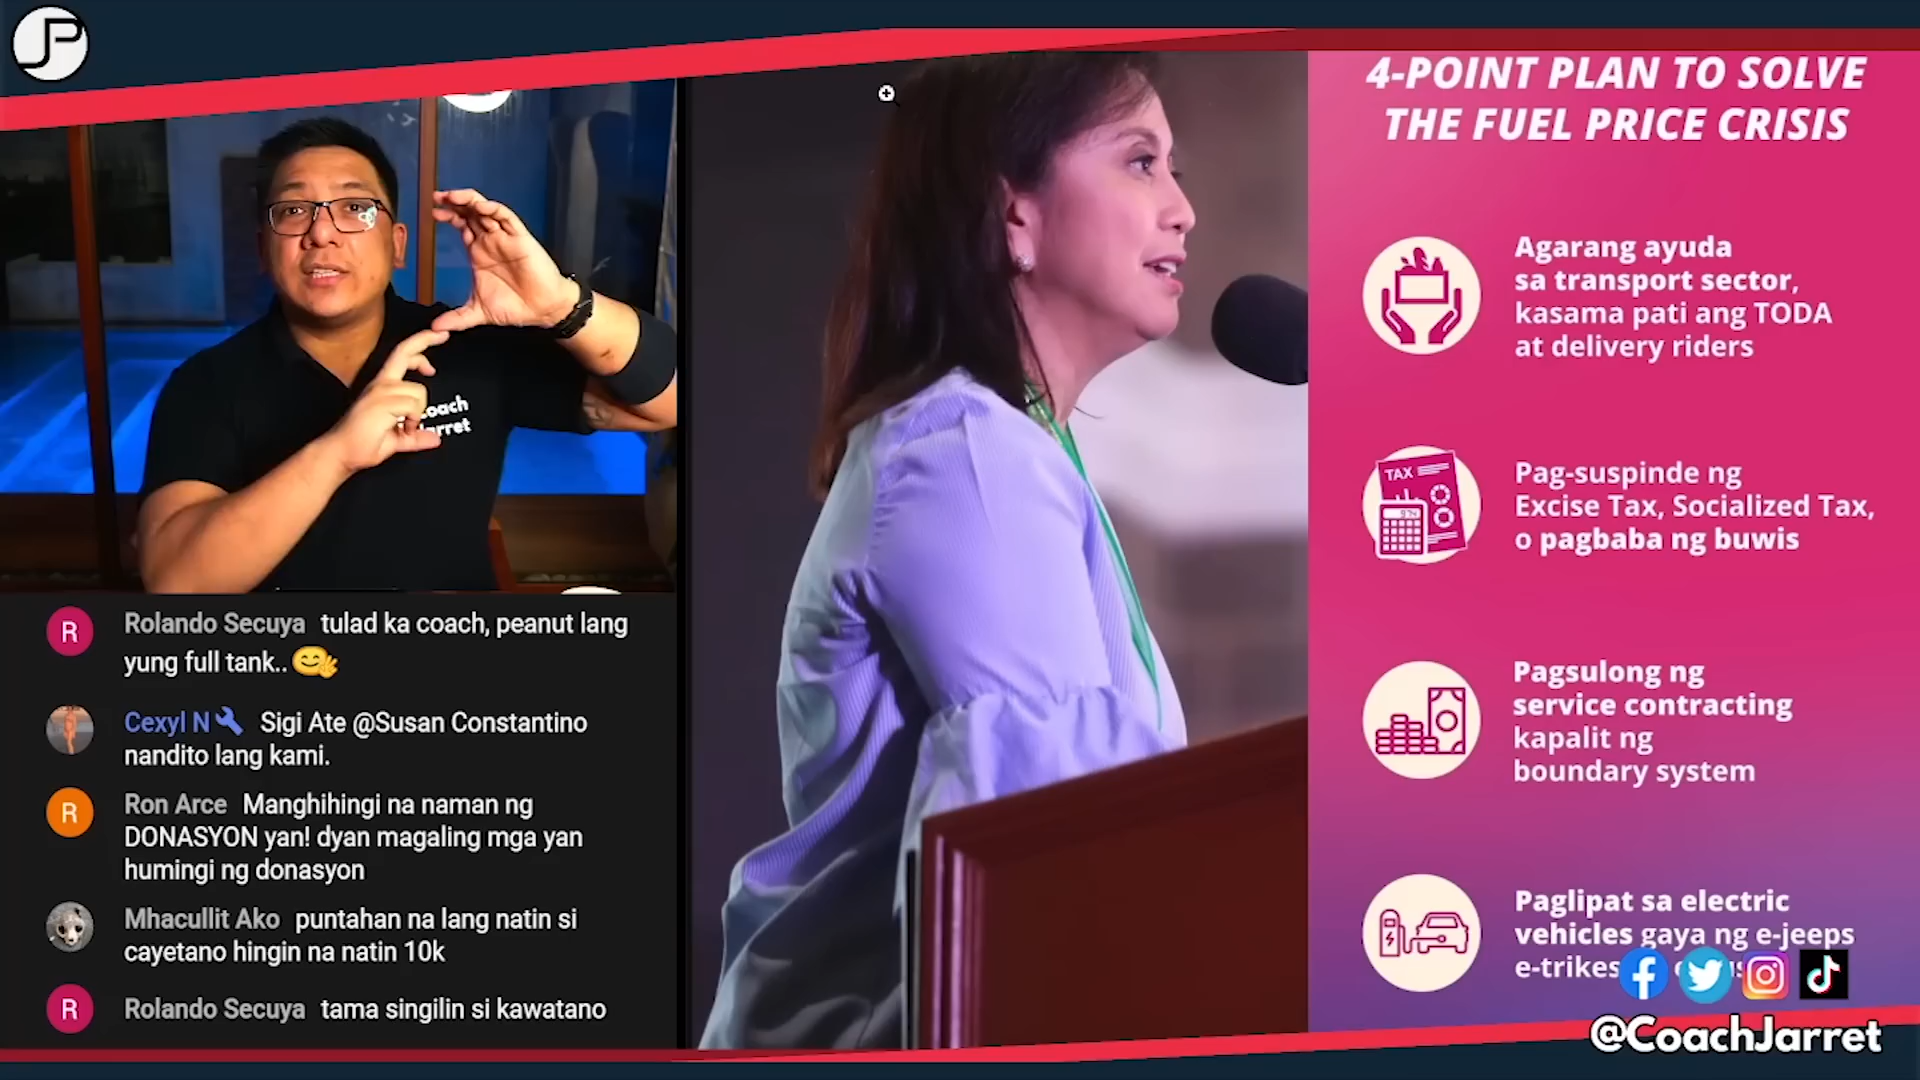 JP
Coach
Jarret
4-POINT PLAN TO SOLVE
THE FUEL PRICE CRISIS
Agarang ayuda
sa transport sector,
kasama pati ang TODA
at delivery riders
TAX
Pag-suspinde ng
Excise Tax, Socialized Tax,
o pagbaba ng buwis
Pagsulong ng
service contracting
kapalit ng
boundary system
Paglipat sa electric
vehicles gaya ng e-jeeps
e-trikes
R
Rolando Secuya tulad ka coach, peanut lang
yung full tank..
Cexyl N Sigi Ate @Susan Constantino
nandito lang kami.
R
Ron Arce Manghihingi na naman ng
DONASYON yan! dyan magaling mga yan
humingi ng donasyon
Mhacullit Ako puntahan na lang natin si
cayetano hingin na natin 10k
R
Rolando Secuya tama singilin si kawatano
@CoachJarret